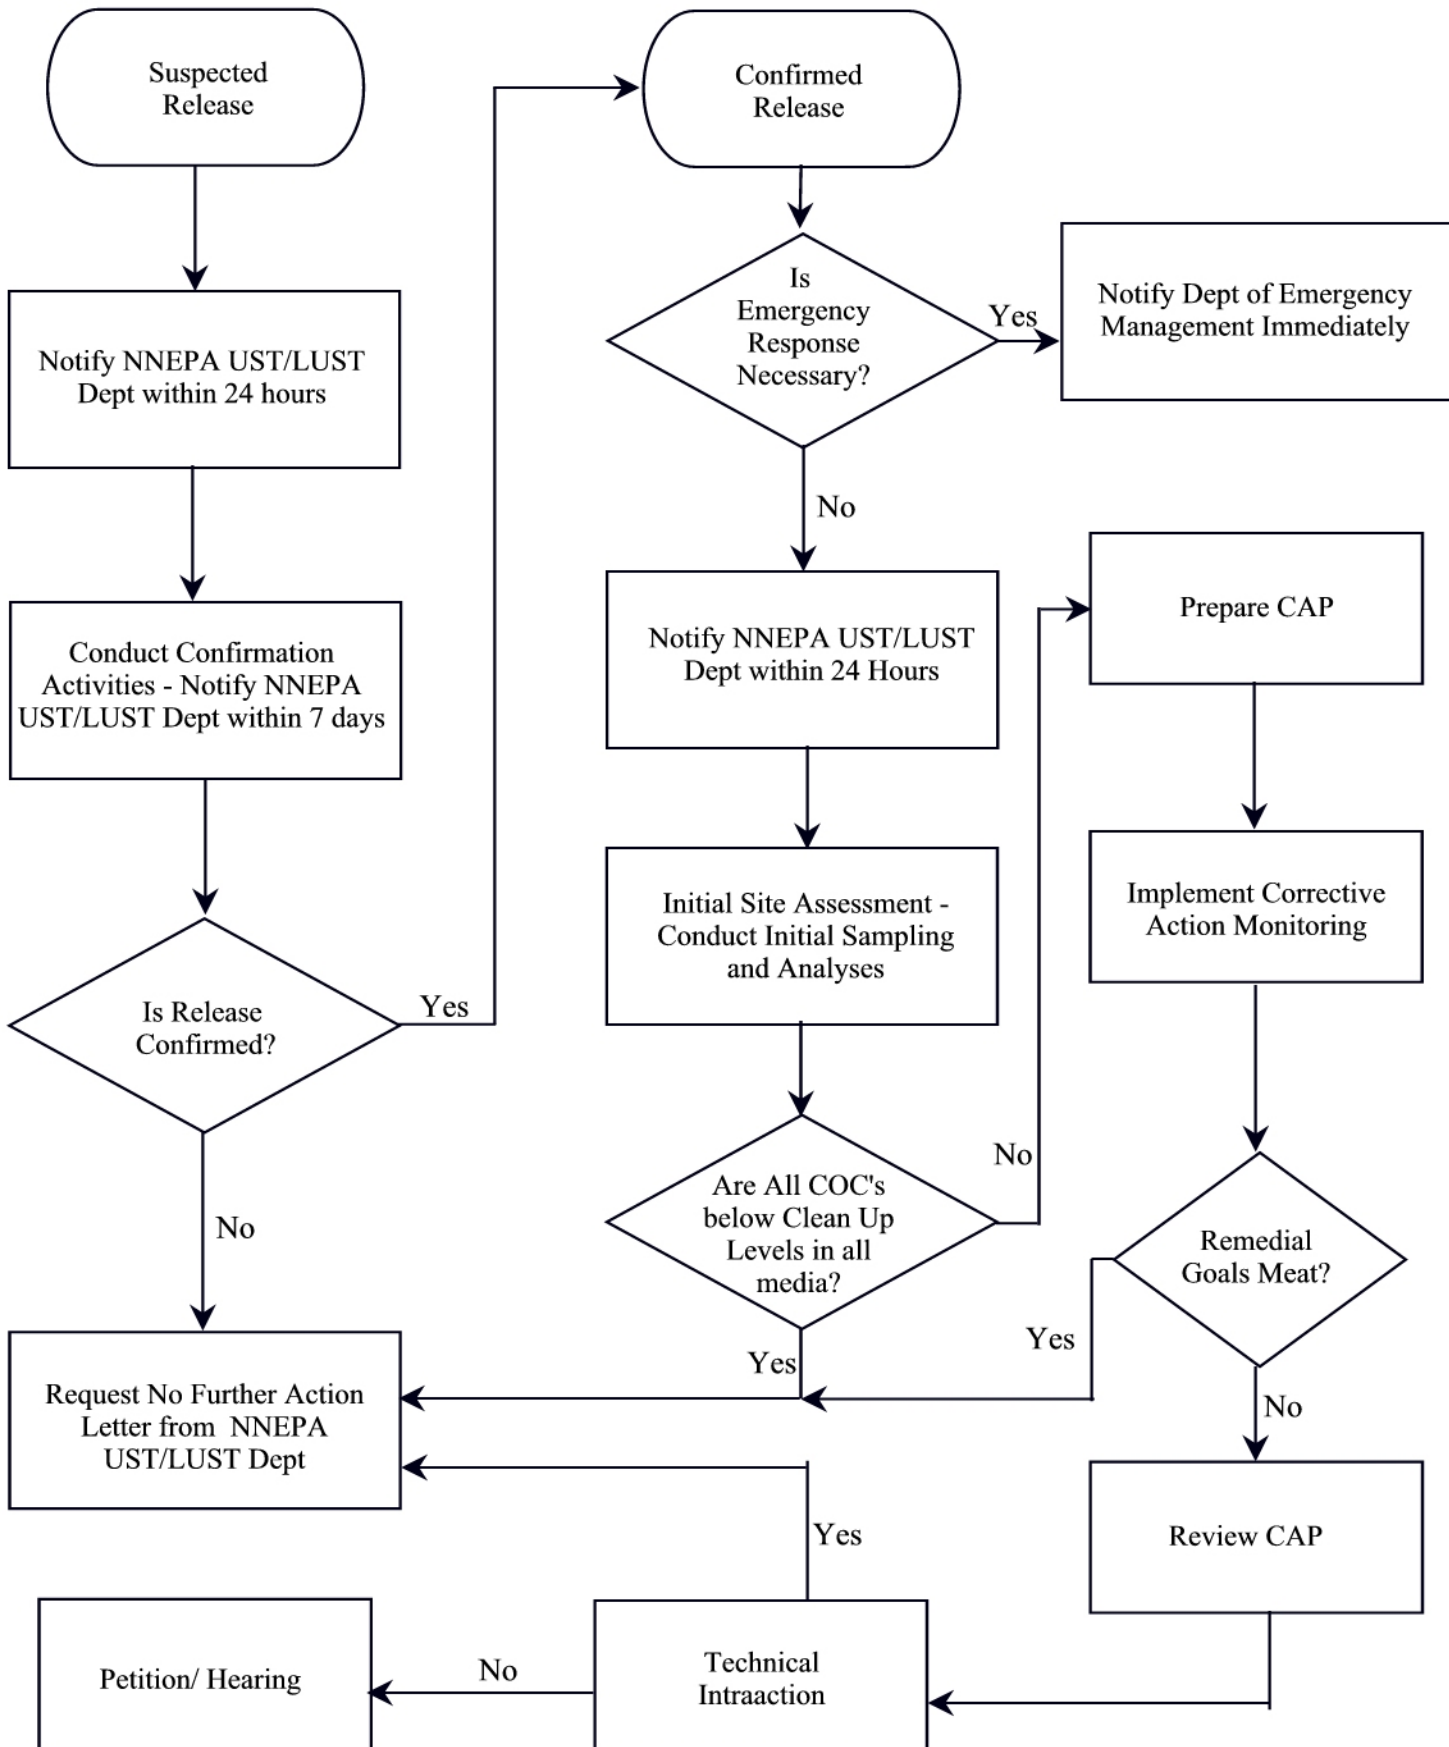 Suspected
Release
Notify NNEPA UST/LUST
Dept within 24 hours
Conduct Confirmation
Activities - Notify NNEPA
UST/LUST Dept within 7 days
Is Release
Confirmed?
Yes
No
Request No Further Action
Letter from NNEPA
UST/LUST Dept
Confirmed
Release
Is
Emergency
Response
Necessary?
Yes
Notify Dept of Emergency
Management Immediately
No
Notify NNEPA UST/LUST
Dept within 24 Hours
Initial Site Assessment -
Conduct Initial Sampling
and Analyses
Are All COC's
below Clean Up
Levels in all
media?
No
Yes
Prepare CAP
Implement Corrective
Action Monitoring
Remedial
Goals Meat?
Yes
No
Review CAP
Technical
Intraaction
Yes
No
Petition/ Hearing